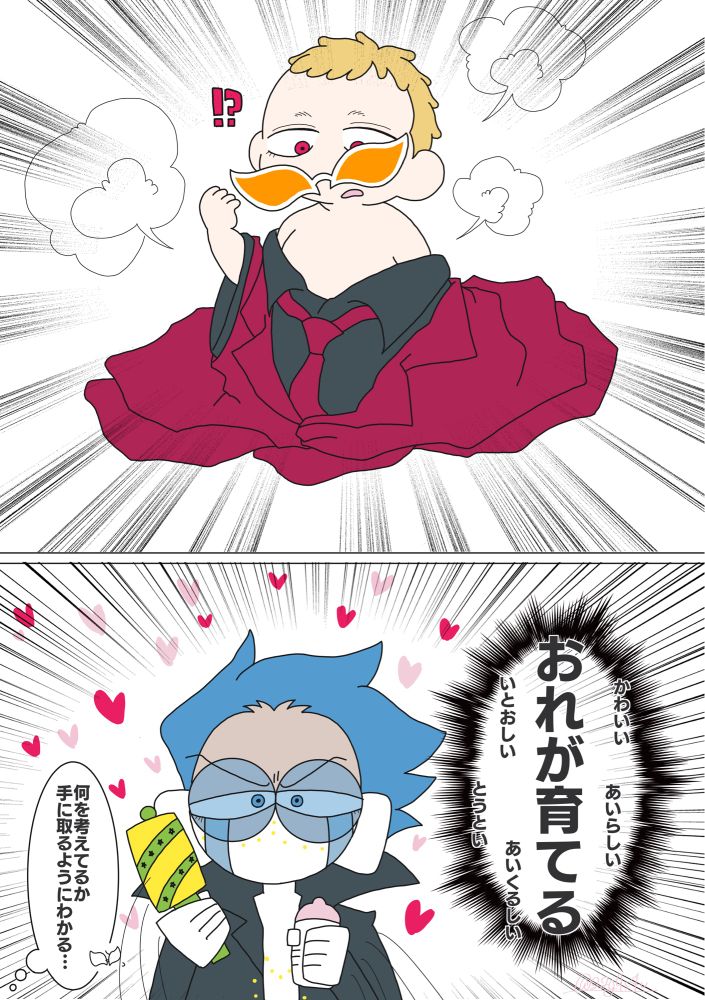 !?
かわいい
あいらしい
おれが育てる
いとおしい
とうとい
あいくるしい
何を考えてるか
手に取るようにわかる…